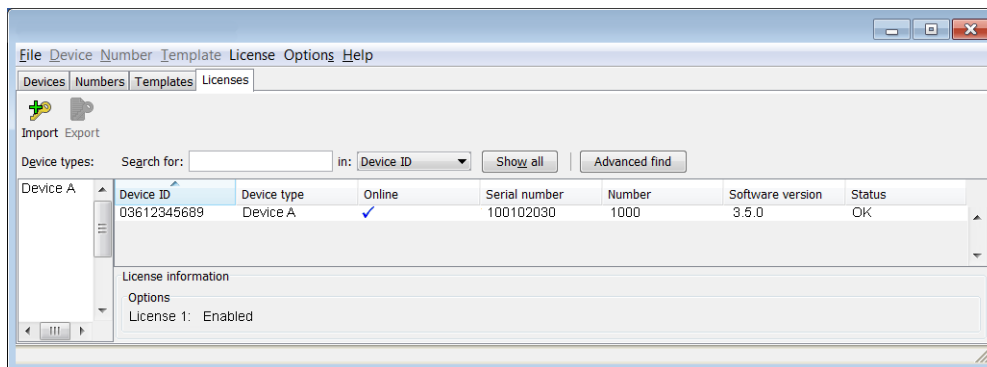 File Device Number Template License Options Help
Devices Numbers Templates Licenses
Import Export
Device types: Search for: in: Device ID Show all Advanced find
Device A
Device ID Device type Online Serial number Number Software version Status
03612345689 Device A 100102030 1000 3.5.0 OK
License information
Options
License 1: Enabled